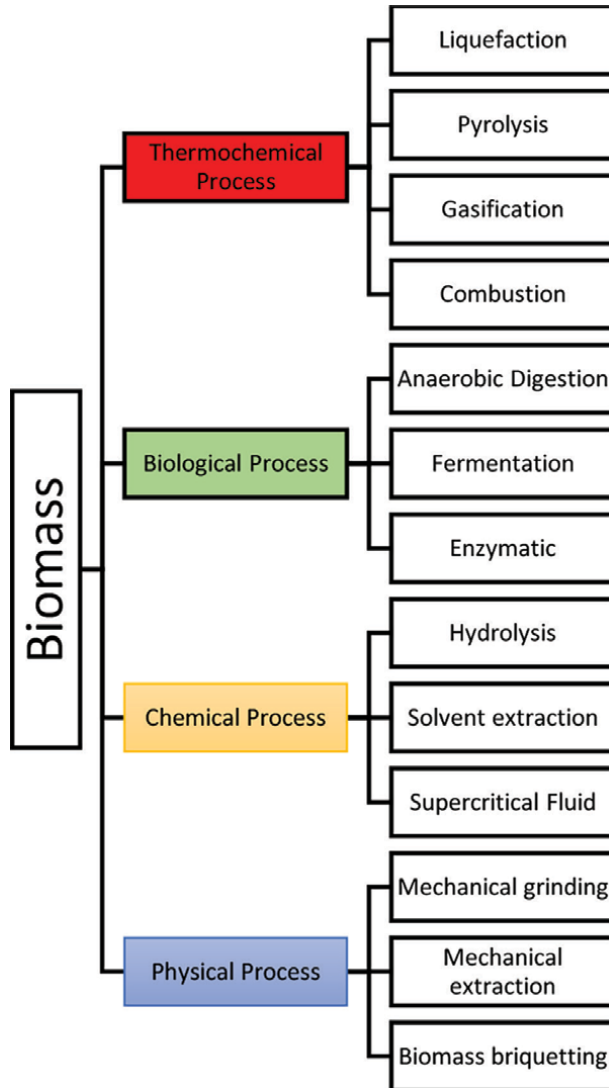 Biomass
Thermochemical
Process
Liquefaction
Pyrolysis
Gasification
Combustion
Biological Process
Anaerobic Digestion
Fermentation
Enzymatic
Chemical Process
Hydrolysis
Solvent extraction
Supercritical Fluid
Physical Process
Mechanical grinding
Mechanical
extraction
Biomass briquetting